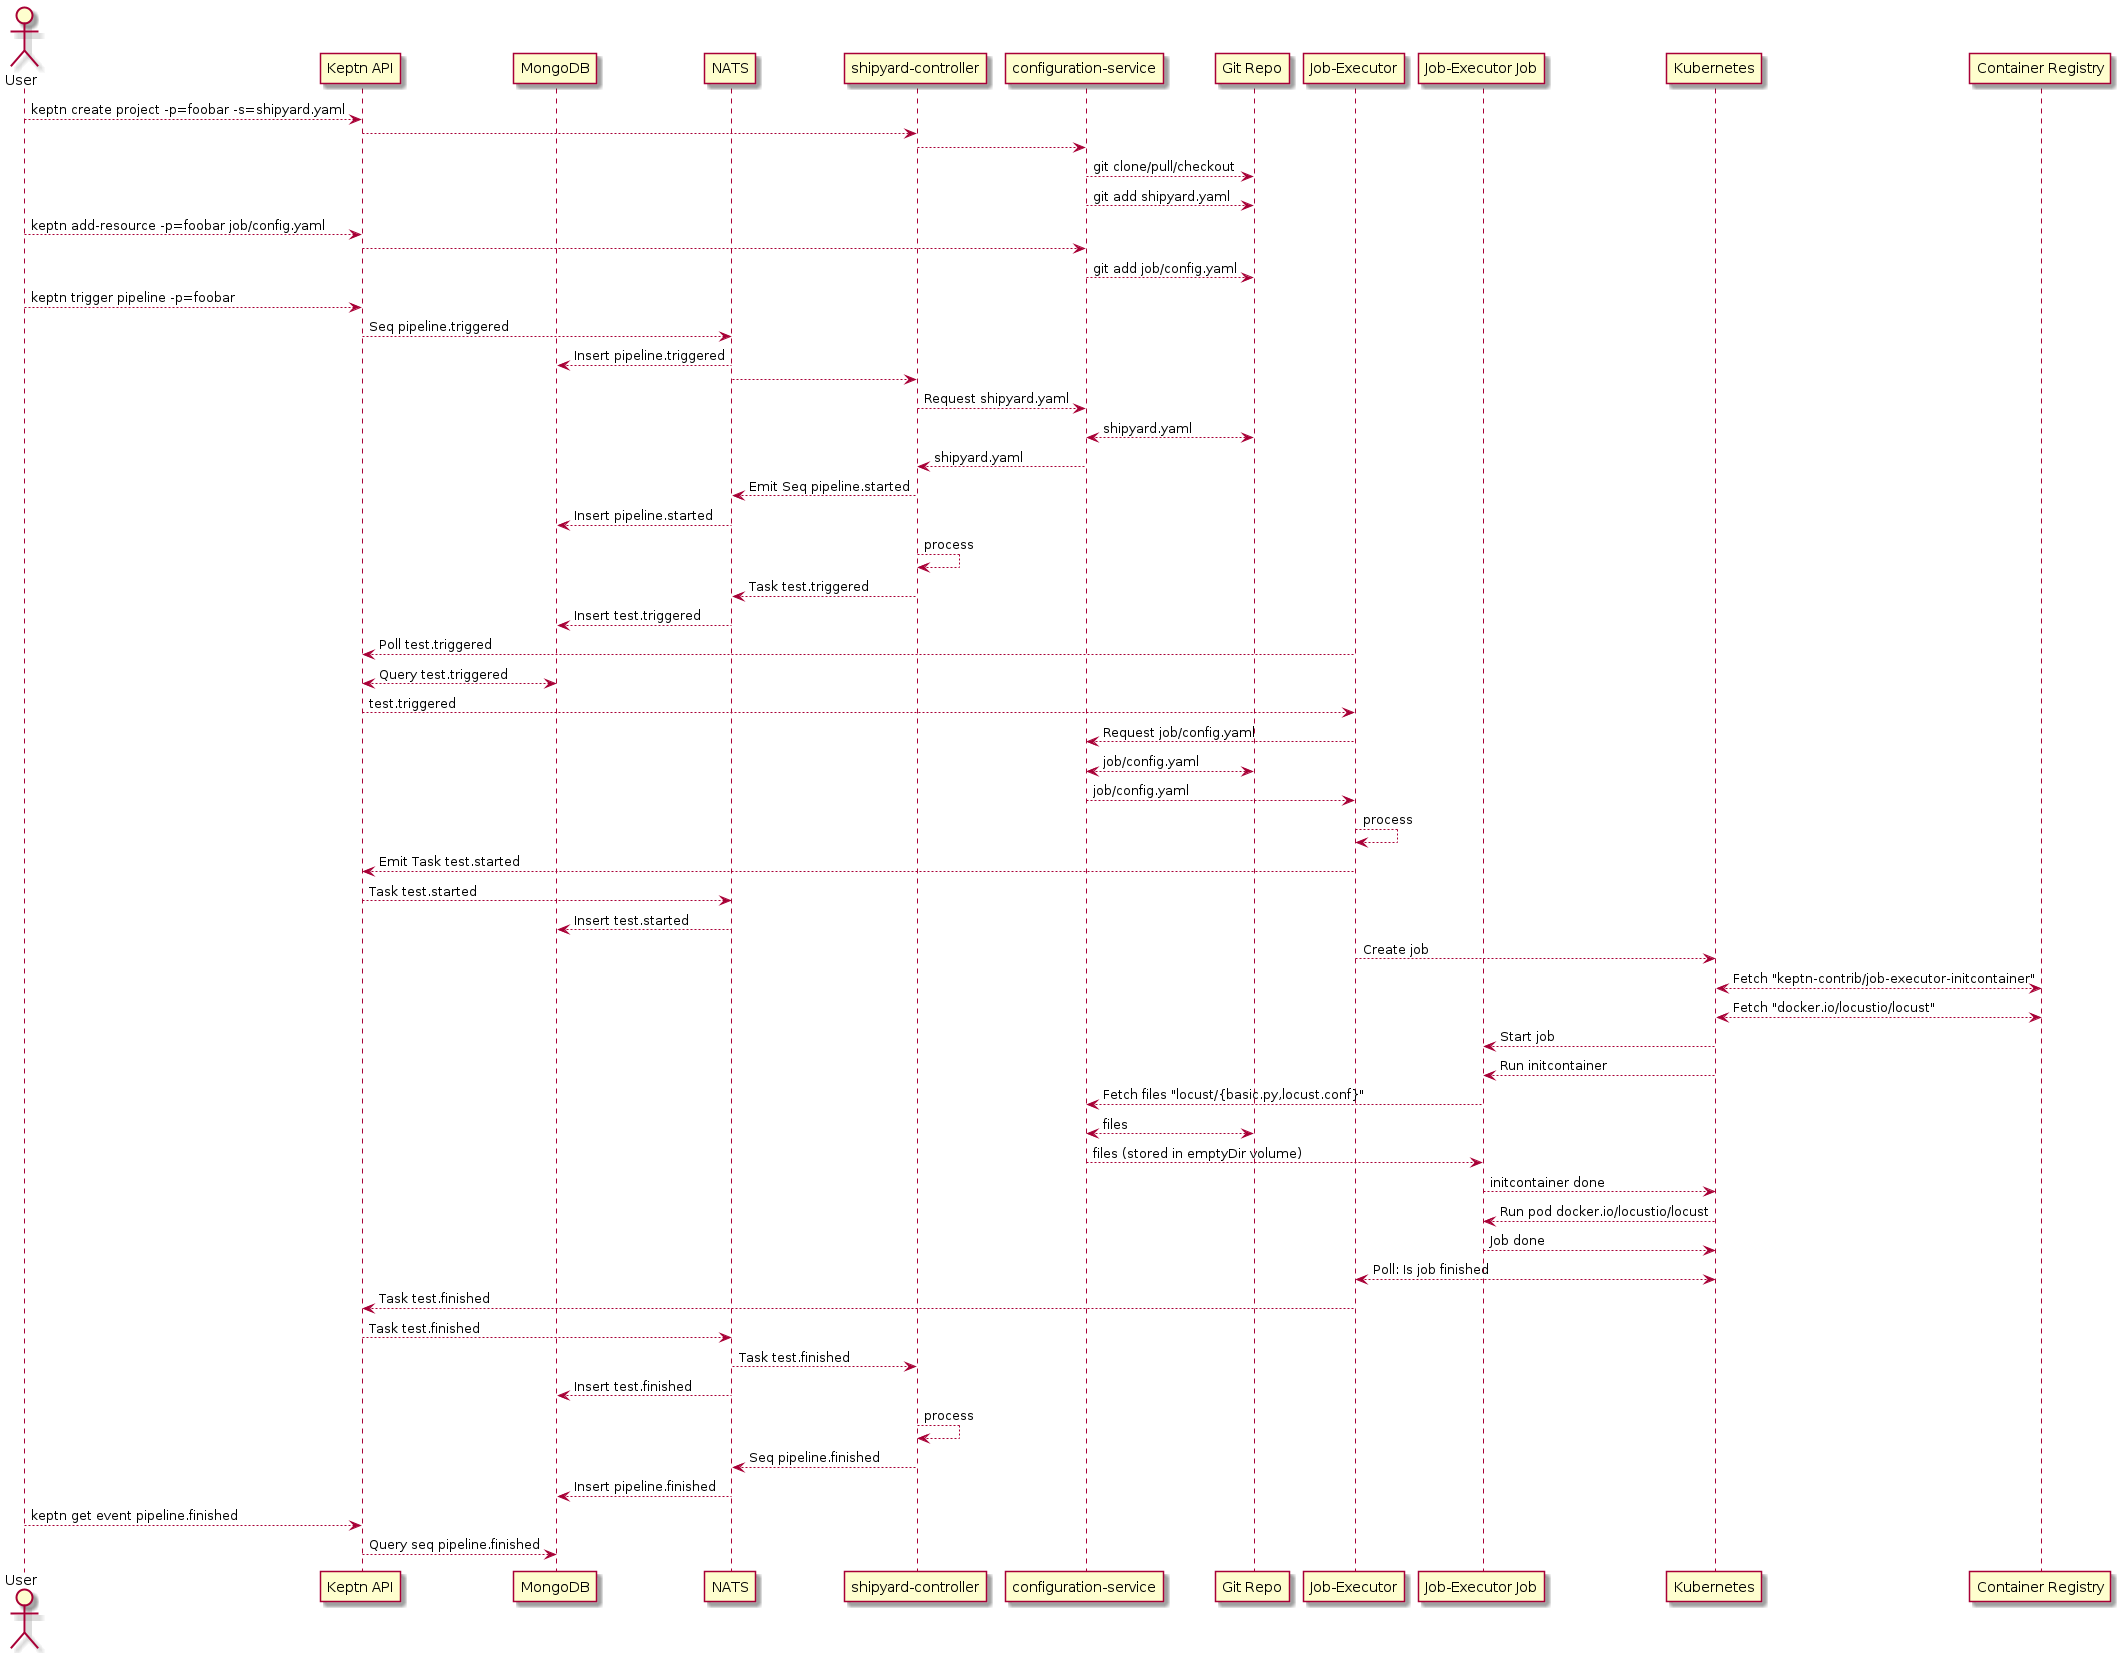 User
Keptn API
MongoDB
NATS
shipyard-controller
configuration-service
Git Repo
Job-Executor
Job-Executor Job
Kubernetes
Container Registry
keptn create project -p=foobar -s=shipyard.yaml
git clone/pull/checkout
git add shipyard.yaml
keptn add-resource -p=foobar job/config.yaml
git add job/config.yaml
keptn trigger pipeline -p=foobar
Seq pipeline.triggered
Insert pipeline.triggered
Request shipyard.yaml
shipyard.yaml
shipyard.yaml
Emit Seq pipeline.started
Insert pipeline.started
process
Task test.triggered
Insert test.triggered
Poll test.triggered
Query test.triggered
test.triggered
Request job/config.yaml
job/config.yaml
job/config.yaml
process
Emit Task test.started
Task test.started
Insert test.started
Create job
Fetch "keptn-contrib/job-executor-initcontainer"
Fetch "docker.io/locustio/locust"
Start job
Run initcontainer
Fetch files "locust/{basic.py,locust.conf}"
files
files (stored in emptyDir volume)
initcontainer done
Run pod docker.io/locustio/locust
Job done
Poll: Is job finished
Task test.finished
Task test.finished
Task test.finished
Insert test.finished
process
Seq pipeline.finished
Insert pipeline.finished
keptn get event pipeline.finished
Query seq pipeline.finished
User
Keptn API
MongoDB
NATS
shipyard-controller
configuration-service
Git Repo
Job-Executor
Job-Executor Job
Kubernetes
Container Registry